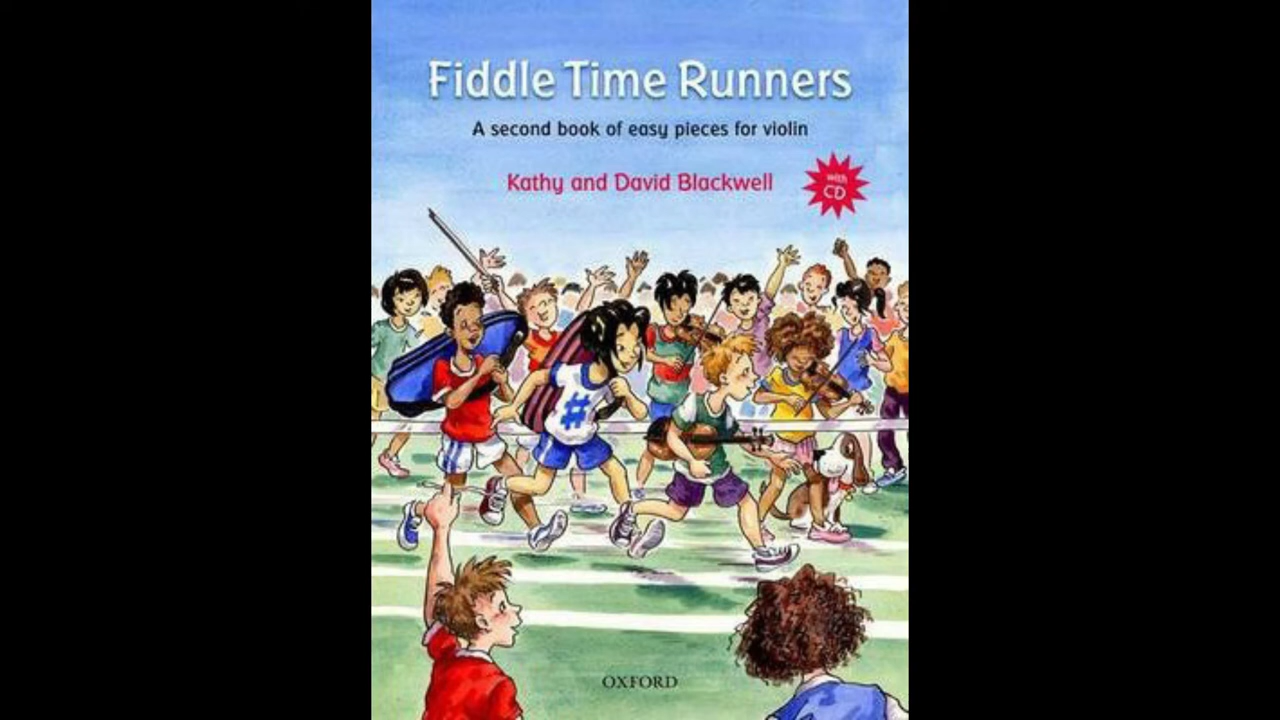 Fiddle Time Runners
A second book of easy pieces for violin
Kathy and David Blackwell
with
CD
#
OXFORD